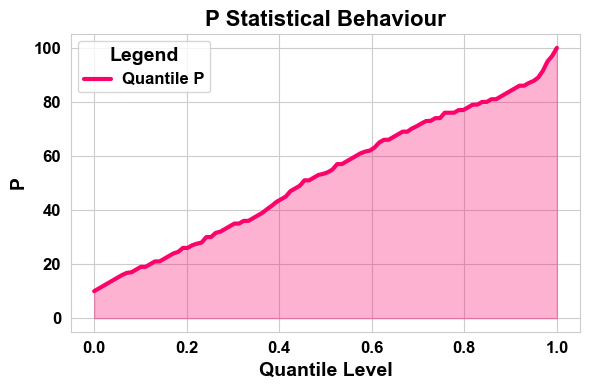 P Statistical Behaviour
Legend
Quantile P
P
100
80
60
40
20
0
0.0 0.2 0.4 0.6 0.8 1.0
Quantile Level